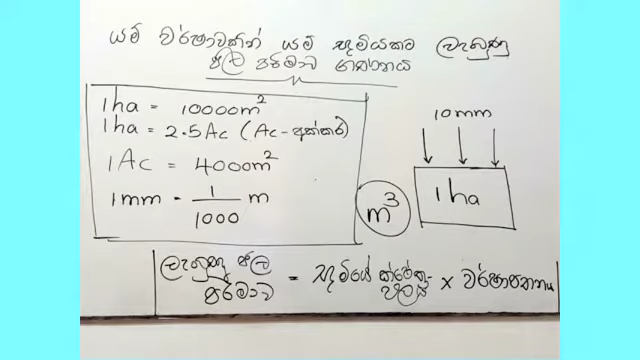 යම් වර්ෂාවකින් යම් භූමියකට ලැබුණු
ජල පරිමාව ගණනය
1ha = 10000m²
1ha = 2.5Ac (Ac-අක්කර)
1Ac = 4000m²
1mm = 1/1000 m
10mm
1ha
m³
ලැබුණු ජල පරිමාව = භූමියේ ක්ෂේත්‍රඵලය × වර්ෂාපතනය